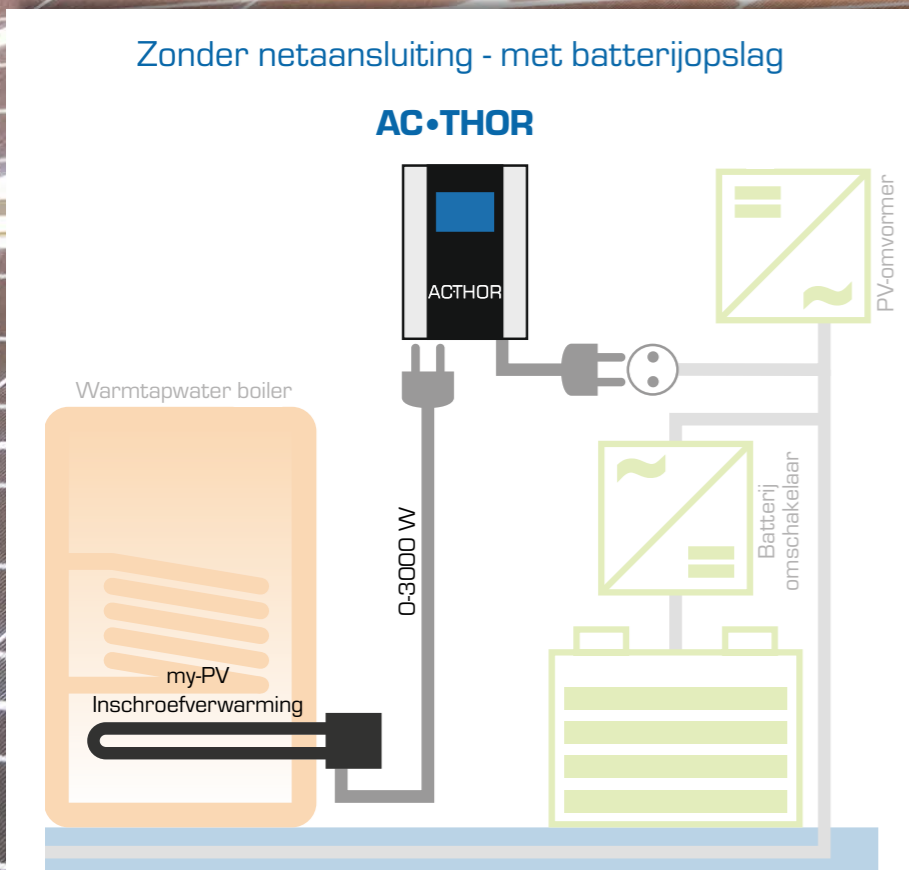 Zonder netaansluiting - met batterijopslag
AC•THOR
ACTHOR
PV-omvormer
Warmtapwater boiler
0-3000 W
Batterij
omschakelaar
my-PV
Inschroefverwarming